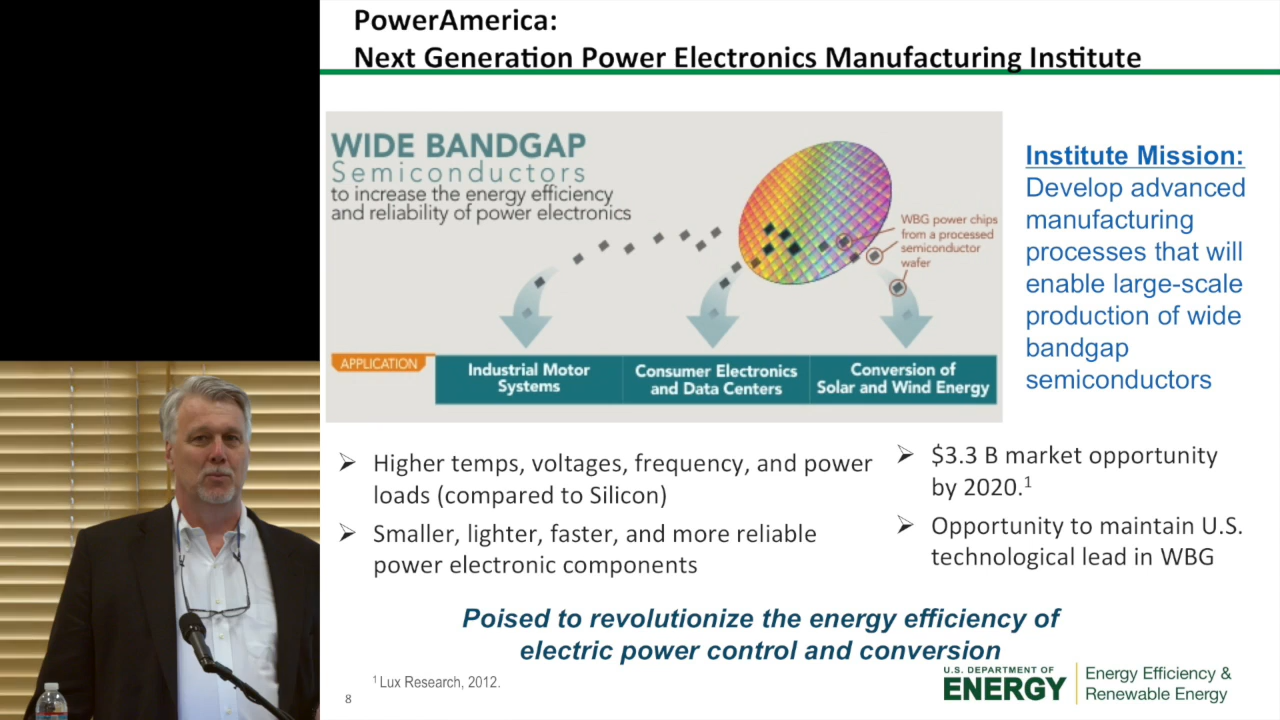 PowerAmerica:
Next Generation Power Electronics Manufacturing Institute
WIDE BANDGAP
Semiconductors
to increase the energy efficiency
and reliability of power electronics
WBG power chips
from a processed
semiconductor
wafer
APPLICATION
Industrial Motor
Systems
Consumer Electronics
and Data Centers
Conversion of
Solar and Wind Energy
Institute Mission:
Develop advanced
manufacturing
processes that will
enable large-scale
production of wide
bandgap
semiconductors
➢ Higher temps, voltages, frequency, and power
loads (compared to Silicon)
➢ Smaller, lighter, faster, and more reliable
power electronic components
➢ $3.3 B market opportunity
by 2020.¹
➢ Opportunity to maintain U.S.
technological lead in WBG
Poised to revolutionize the energy efficiency of
electric power control and conversion
¹ Lux Research, 2012.
8
U.S. DEPARTMENT OF
ENERGY
Energy Efficiency &
Renewable Energy